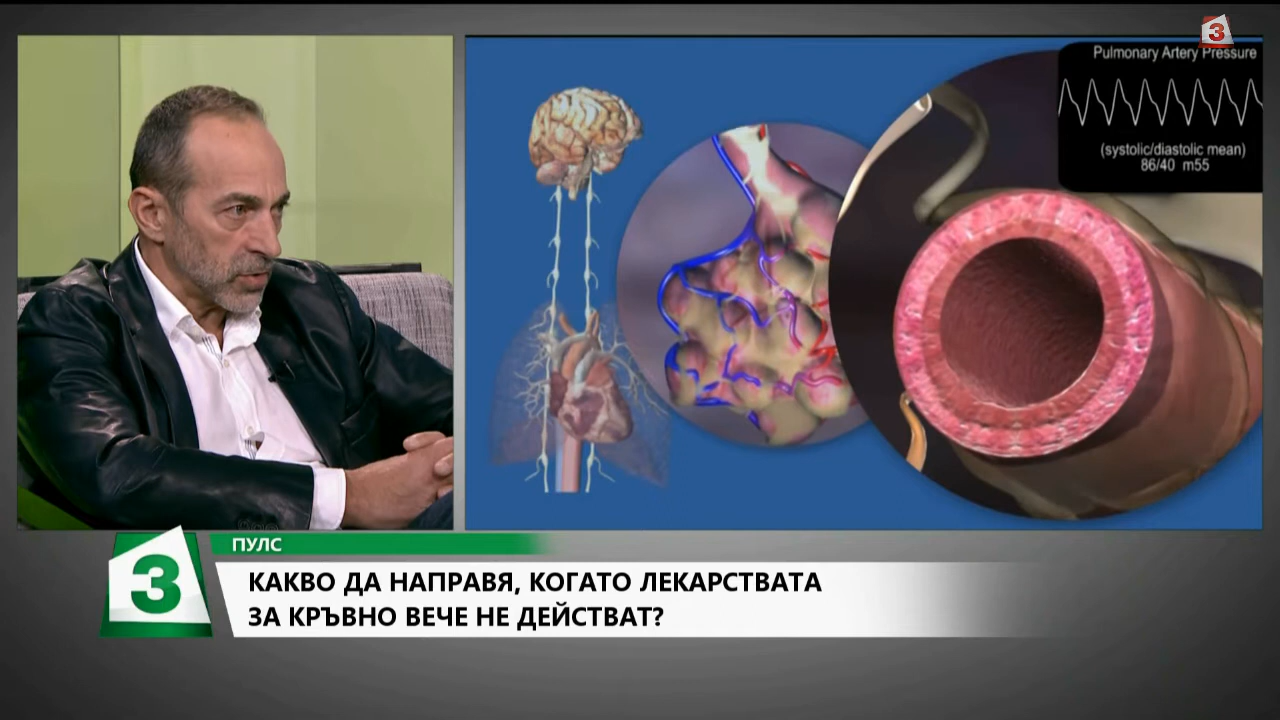 3
Pulmonary Artery Pressure
(systolic/diastolic mean)
86/40 m55
3
ПУЛС
КАКВО ДА НАПРАВЯ, КОГАТО ЛЕКАРСТВАТА
ЗА КРЪВНО ВЕЧЕ НЕ ДЕЙСТВАТ?